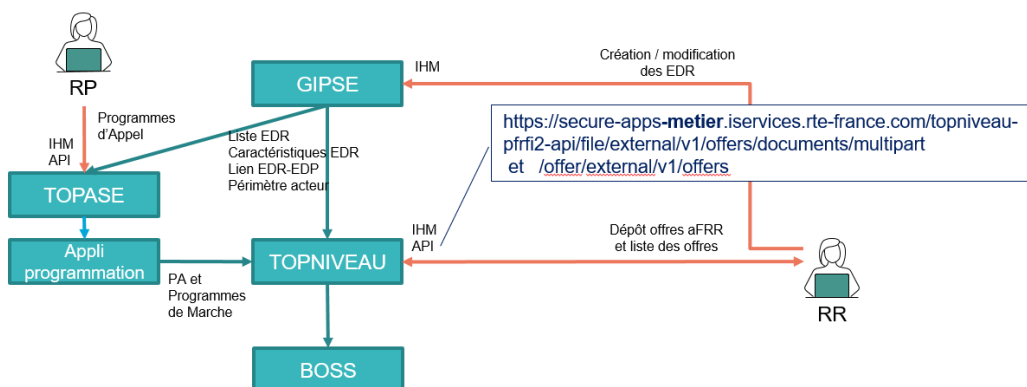 RP
Programmes
d'Appel
IHM
API
TOPASE
Appli
programmation
PA et
Programmes
de Marche
GIPSE
IHM
Création / modification
des EDR
Liste EDR
Caractéristiques EDR
Lien EDR-EDP
Périmètre acteur
https://secure-apps-metier.iservices.rte-france.com/topniveau-
pfrfi2-api/file/external/v1/offers/documents/multipart
et /offer/external/v1/offers
IHM
API
TOPNIVEAU
Dépôt offres aFRR
et liste des offres
RR
BOSS